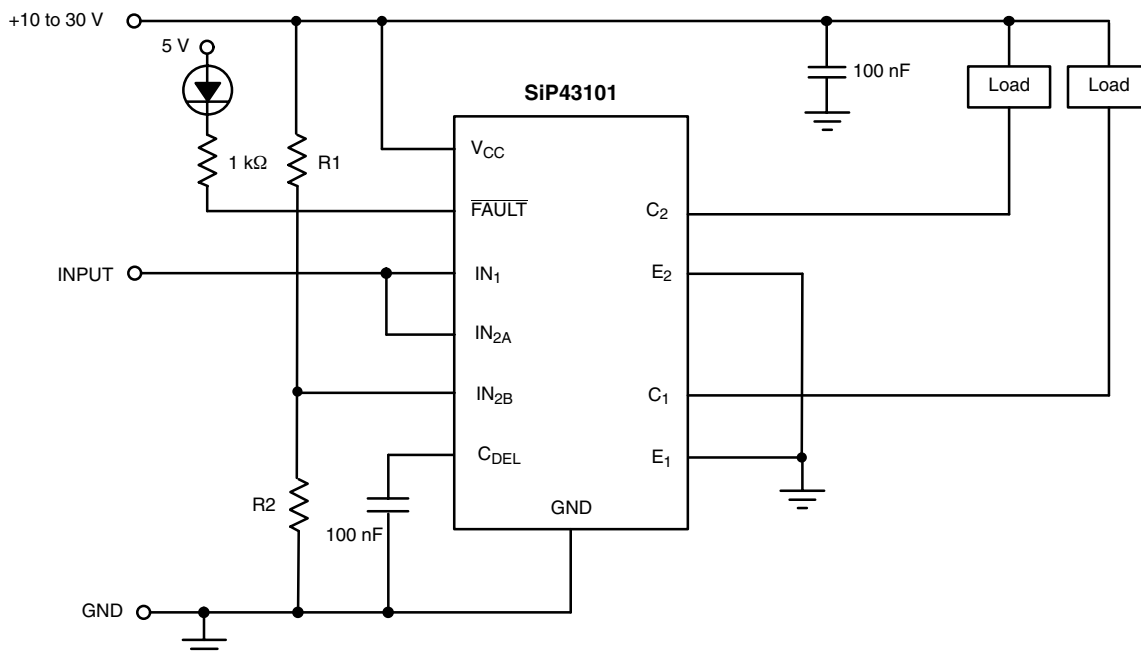 +10 to 30 V
5 V
100 nF
Load
Load
SiP43101
1 kΩ
R1
VCC
FAULT
C2
INPUT
IN1
E2
IN2A
IN2B
C1
CDEL
E1
R2
GND
100 nF
GND